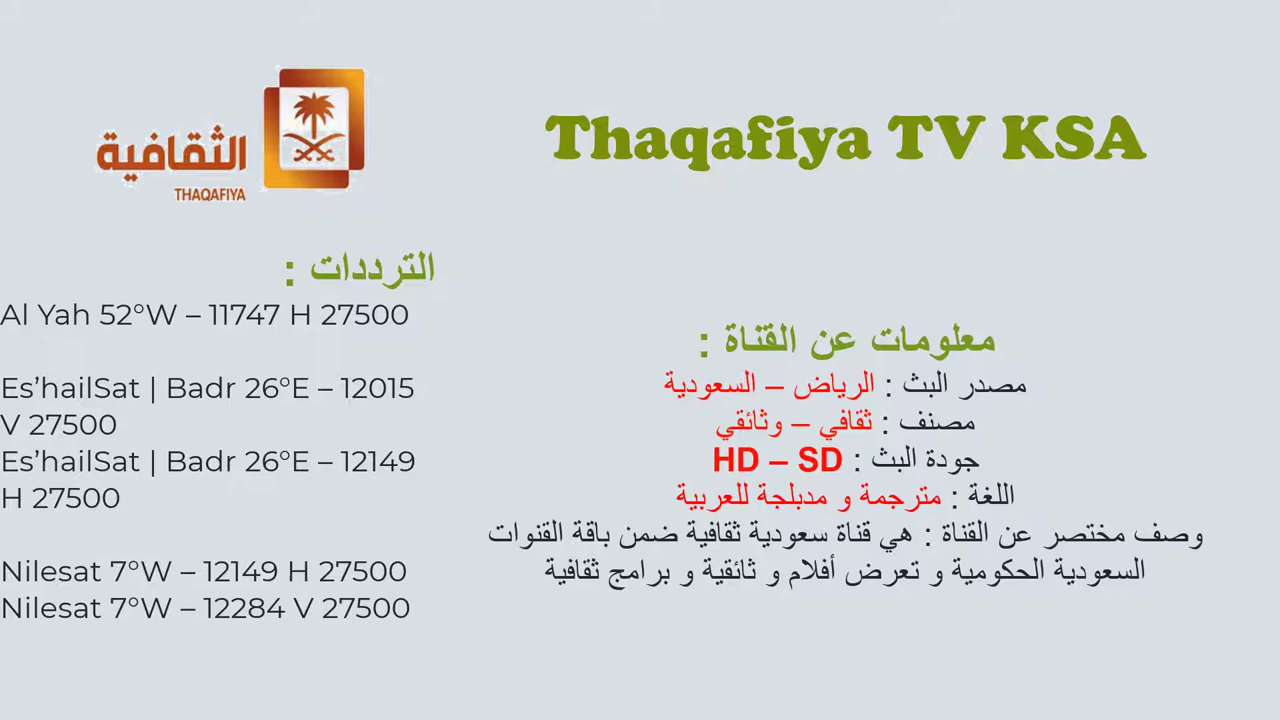 الثقافية
THAQAFIYA
Thaqafiya TV KSA
الترددات :
Al Yah 52°W – 11747 H 27500
Es’hailSat | Badr 26°E – 12015
V 27500
Es’hailSat | Badr 26°E – 12149
H 27500
Nilesat 7°W – 12149 H 27500
Nilesat 7°W – 12284 V 27500
معلومات عن القناة :
مصدر البث : الرياض – السعودية
مصنف : ثقافي – وثائقي
جودة البث : HD – SD
اللغة : مترجمة و مدبلجة للعربية
وصف مختصر عن القناة : هي قناة سعودية ثقافية ضمن باقة القنوات
السعودية الحكومية و تعرض أفلام و ثائقية و برامج ثقافية